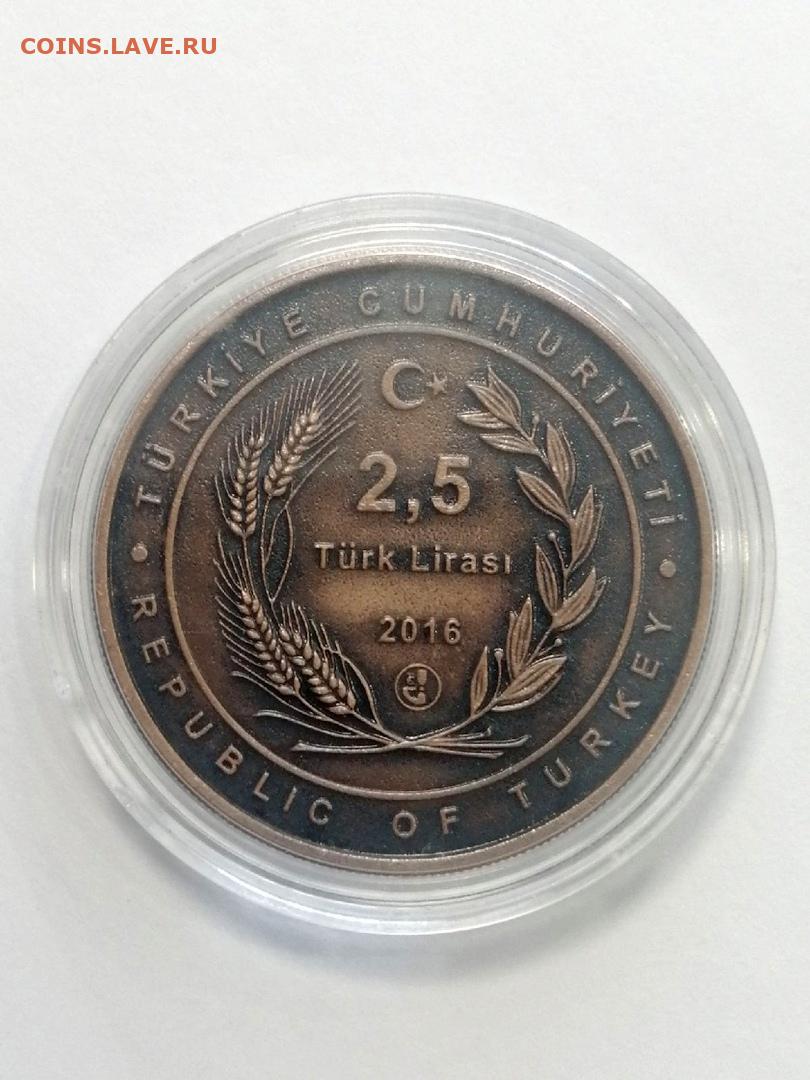 COINS.LAVE.RU
TÜRKİYE CUMHURİYETİ
2,5
Türk Lirası
2016
REPUBLIC OF TURKEY